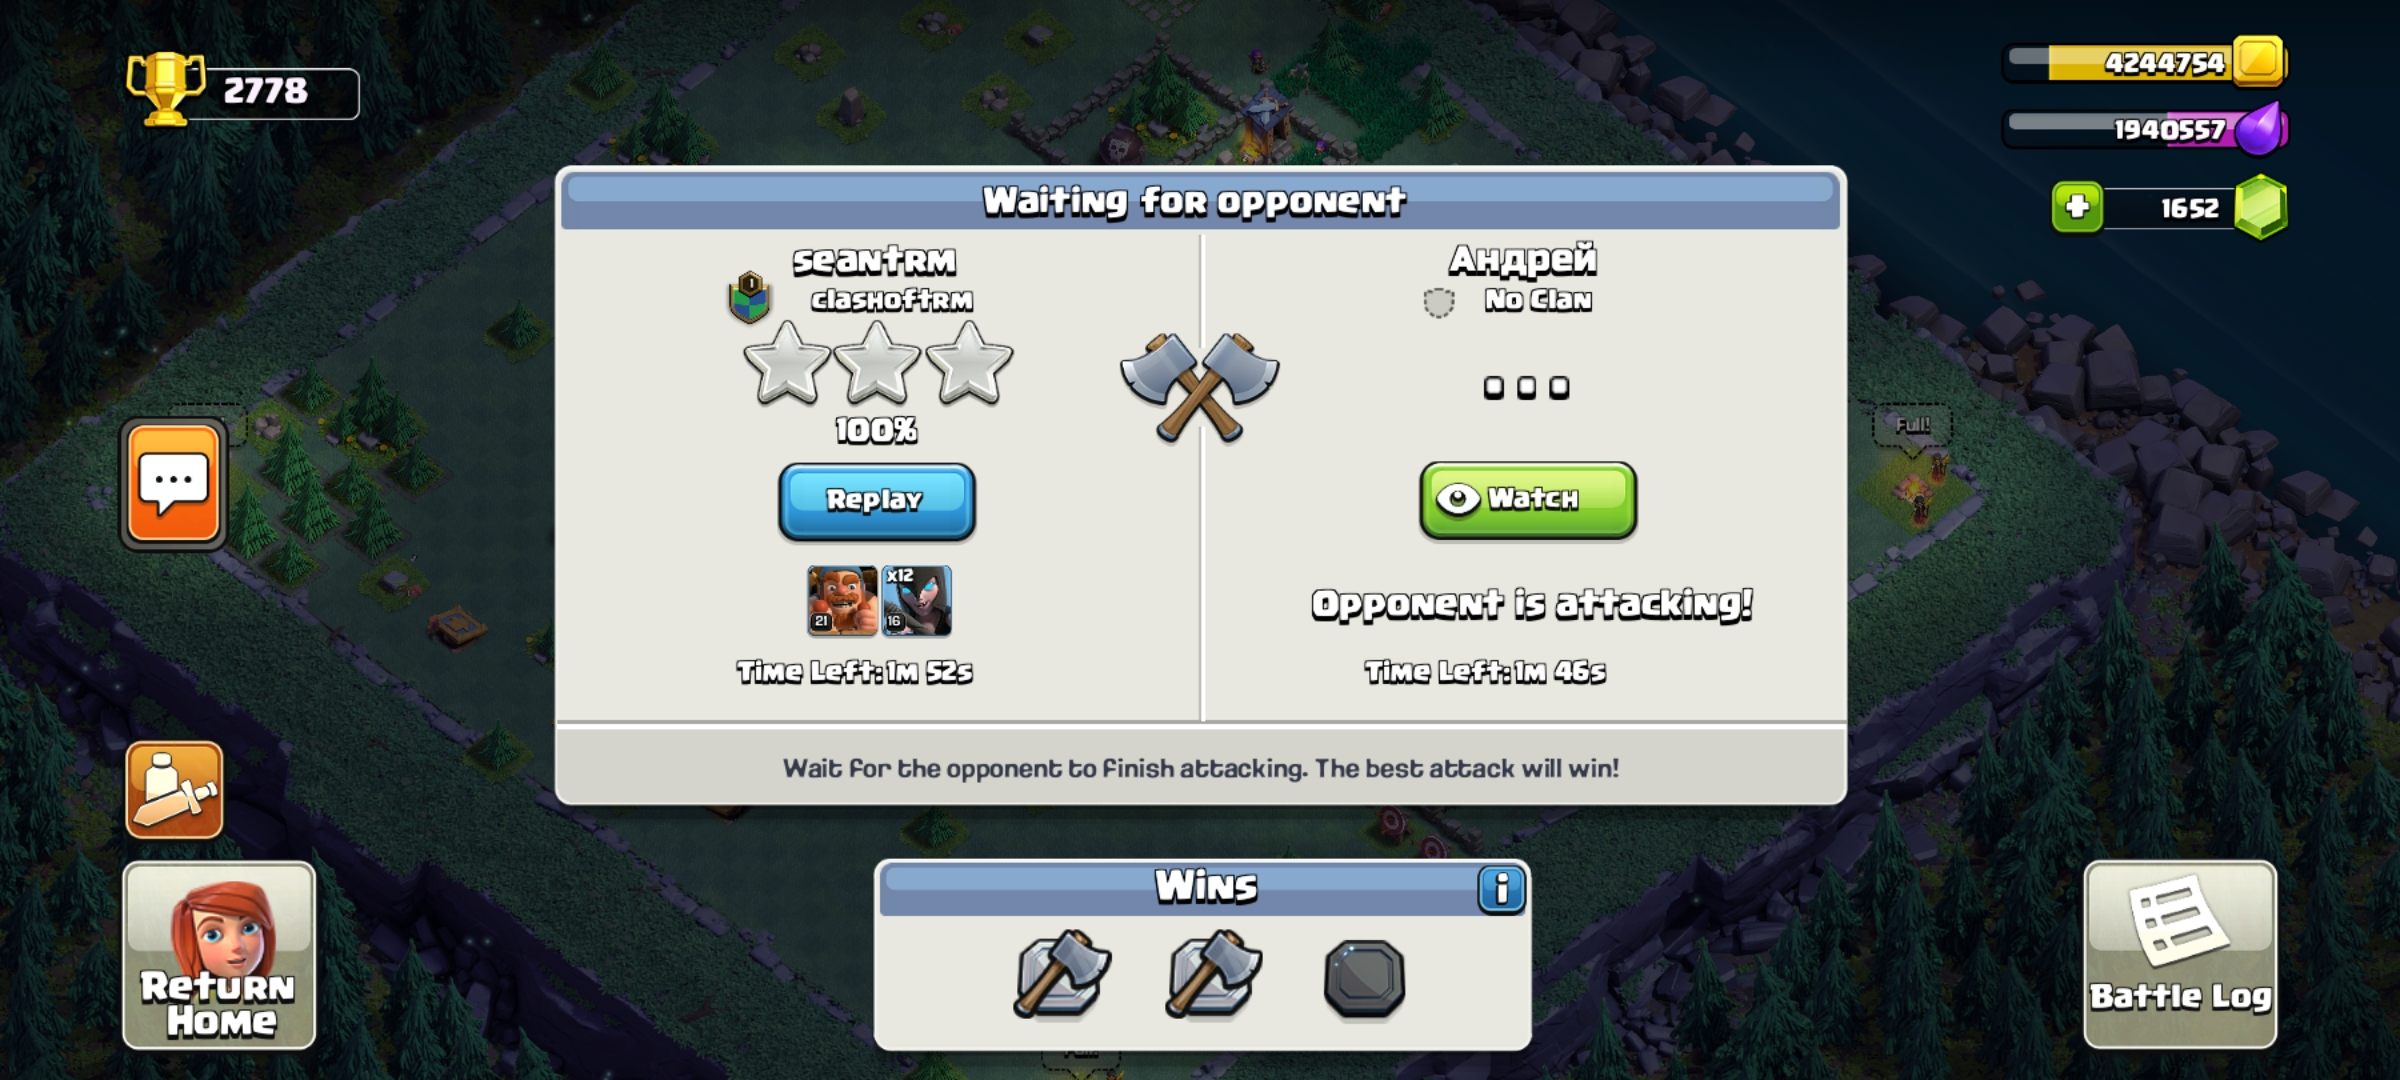 2778
4244754
1940557
1652
Waiting for opponent
seantrm
1
clashoftrm
100%
Replay
21
x12
16
Time Left: 1m 52s
Андрей
No Clan
Watch
Opponent is attacking!
Time Left: 1m 46s
Full!
Wait for the opponent to finish attacking. The best attack will win!
Wins
i
Return
Home
Battle Log
Full!